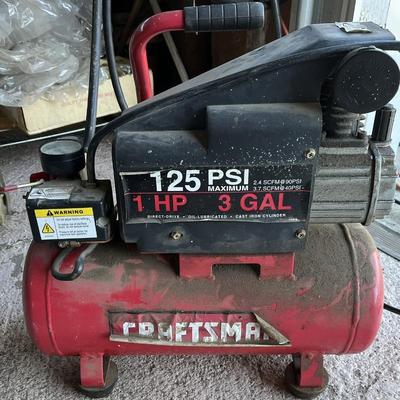 125 PSI
MAXIMUM
2.4 SCFM@90PSI
3.7 SCFM@40PSI
1 HP 3 GAL
DIRECT-DRIVE • OIL-LUBRICATED • CAST IRON CYLINDER
WARNING
CRAFTSMA